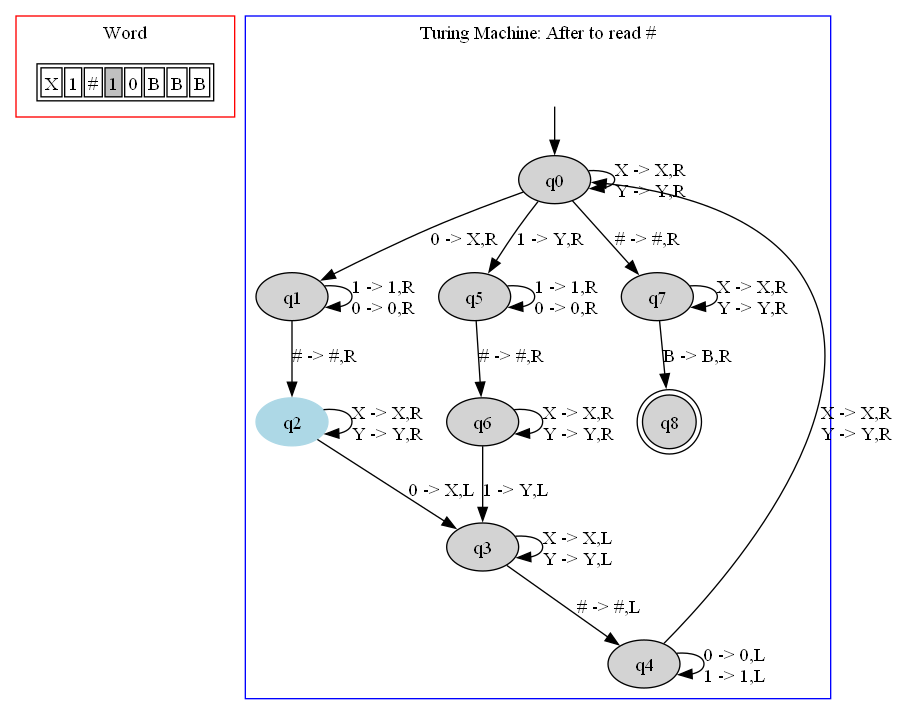 Word
X 1 # 1 0 B B B
Turing Machine: After to read #
q0
X -> X,R
Y -> Y,R
0 -> X,R
1 -> Y,R
# -> #,R
q1
1 -> 1,R
0 -> 0,R
q5
1 -> 1,R
0 -> 0,R
q7
X -> X,R
Y -> Y,R
# -> #,R
# -> #,R
B -> B,R
q2
X -> X,R
Y -> Y,R
q6
X -> X,R
Y -> Y,R
q8
X -> X,R
Y -> Y,R
0 -> X,L
1 -> Y,L
q3
X -> X,L
Y -> Y,L
# -> #,L
q4
0 -> 0,L
1 -> 1,L